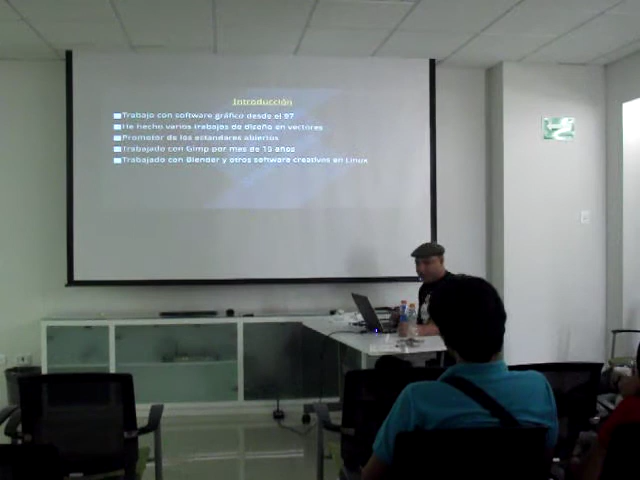 Introducción
Trabajo con software gráfico desde el 97
He hecho varios trabajos de diseño en vectores
Promotor de los estandares abiertos
Trabajado con Gimp por mas de 15 años
Trabajado con Blender y otros software creativos en Linux